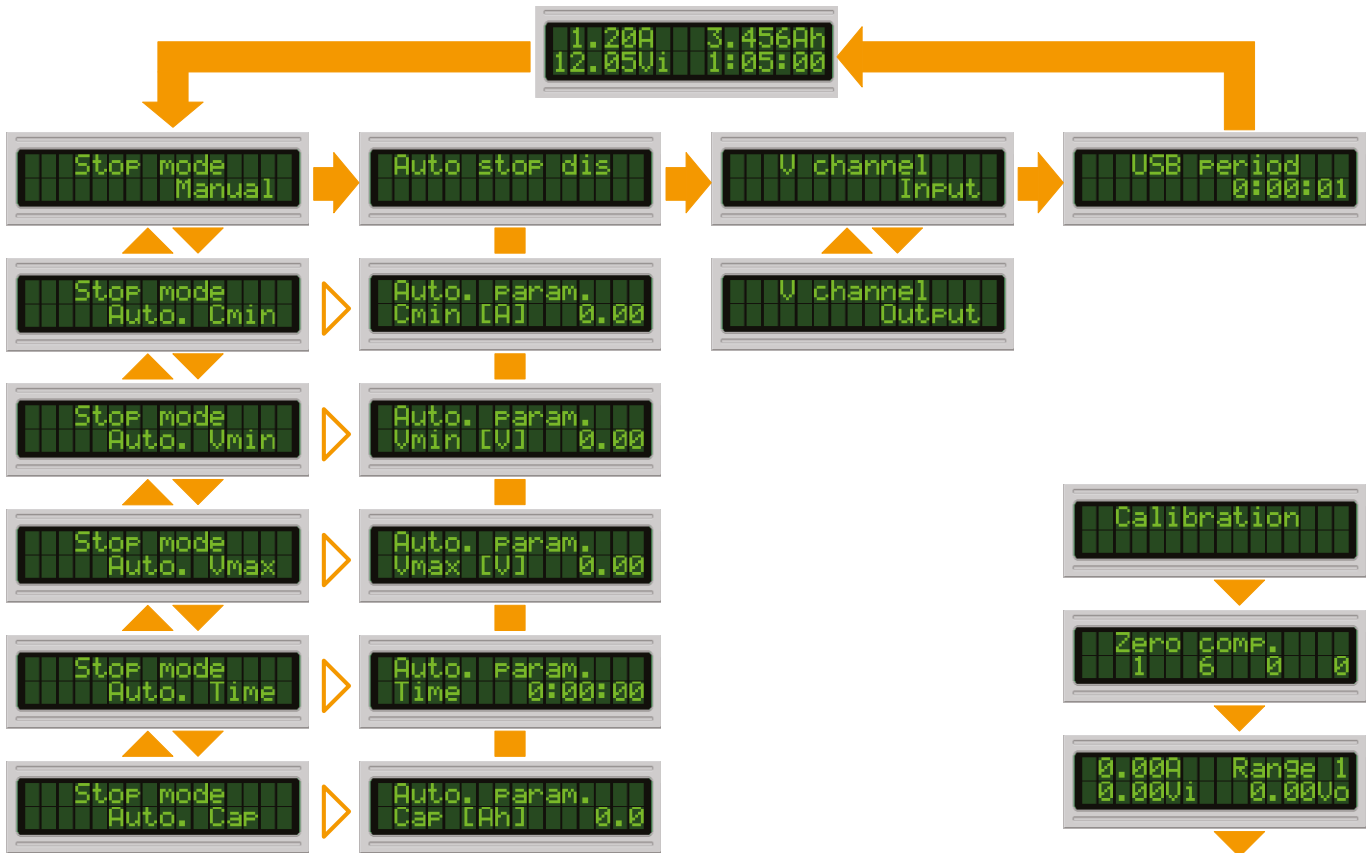 1.20A 3.456Ah
12.05Vi 1:05:00
Stop mode
Manual
Auto stop dis
V channel
Input
USB period
0:00:01
Stop mode
Auto. Cmin
Auto. param.
Cmin [A] 0.00
V channel
Output
Stop mode
Auto. Vmin
Auto. param.
Vmin [V] 0.00
Stop mode
Auto. Vmax
Auto. param.
Vmax [V] 0.00
Calibration
Stop mode
Auto. Time
Auto. param.
Time 0:00:00
Zero comp.
1 6 0 0
Stop mode
Auto. Cap
Auto. param.
Cap [Ah] 0.0
0.00A Range 1
0.00Vi 0.00Vo